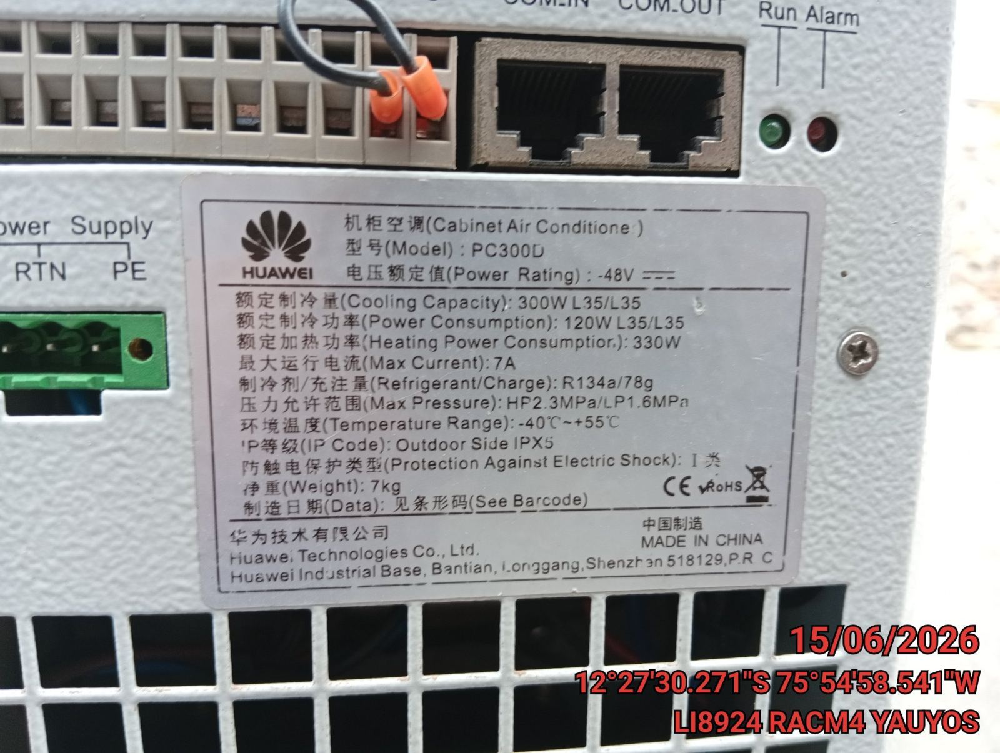 COM_IN COM_OUT Run Alarm
Power Supply
RTN PE
HUAWEI
机柜空调(Cabinet Air Conditione )
型号(Model) : PC300D
电压额定值(Power Rating) : -48V
额定制冷量(Cooling Capacity): 300W L35/L35
额定制冷功率(Power Consumption): 120W L35/L35
额定加热功率(Heating Power Consumption): 330W
最大运行电流(Max Current): 7A
制冷剂/充注量(Refrigerant/Charge): R134a/78g
压力允许范围(Max Pressure): HP2.3MPa/LP1.6MPa
环境温度(Temperature Range): -40℃~+55℃
IP等级(IP Code): Outdoor Side IPX5
防触电保护类型(Protection Against Electric Shock): I 类
净重(Weight): 7kg
CE RoHS
制造日期(Data): 见条形码(See Barcode)
华为技术有限公司
中国制造
Huawei Technologies Co., Ltd.
MADE IN CHINA
Huawei Industrial Base, Bantian, Longgang,Shenzhen 518129,P.R C
15/06/2026
12°27'30.271"S 75°54'58.541"W
LI8924 RACM4 YAUYOS